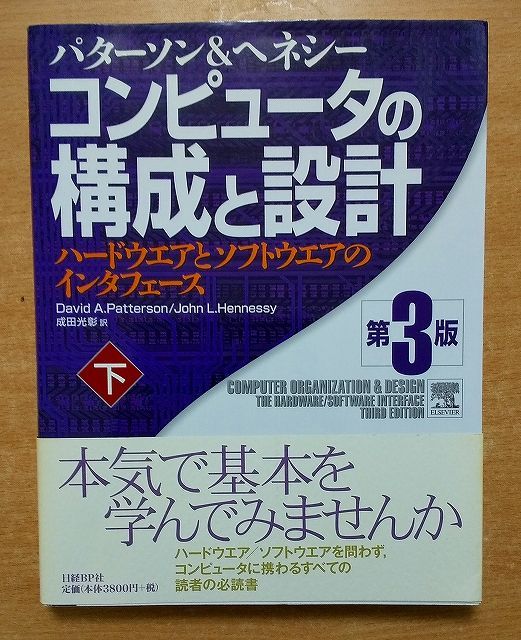 パターソン&ヘネシー
コンピュータの
構成と設計
ハードウエアとソフトウエアの
インタフェース
David A.Patterson/John L.Hennessy
成田光彰 訳
第3版
下
COMPUTER ORGANIZATION & DESIGN
THE HARDWARE/SOFTWARE INTERFACE
THIRD EDITION
ELSEVIER
本気で基本を
学んでみませんか
ハードウエア/ソフトウエアを問わず,
コンピュータに携わるすべての
読者の必読書
日経BP社
定価(本体3800円+税)